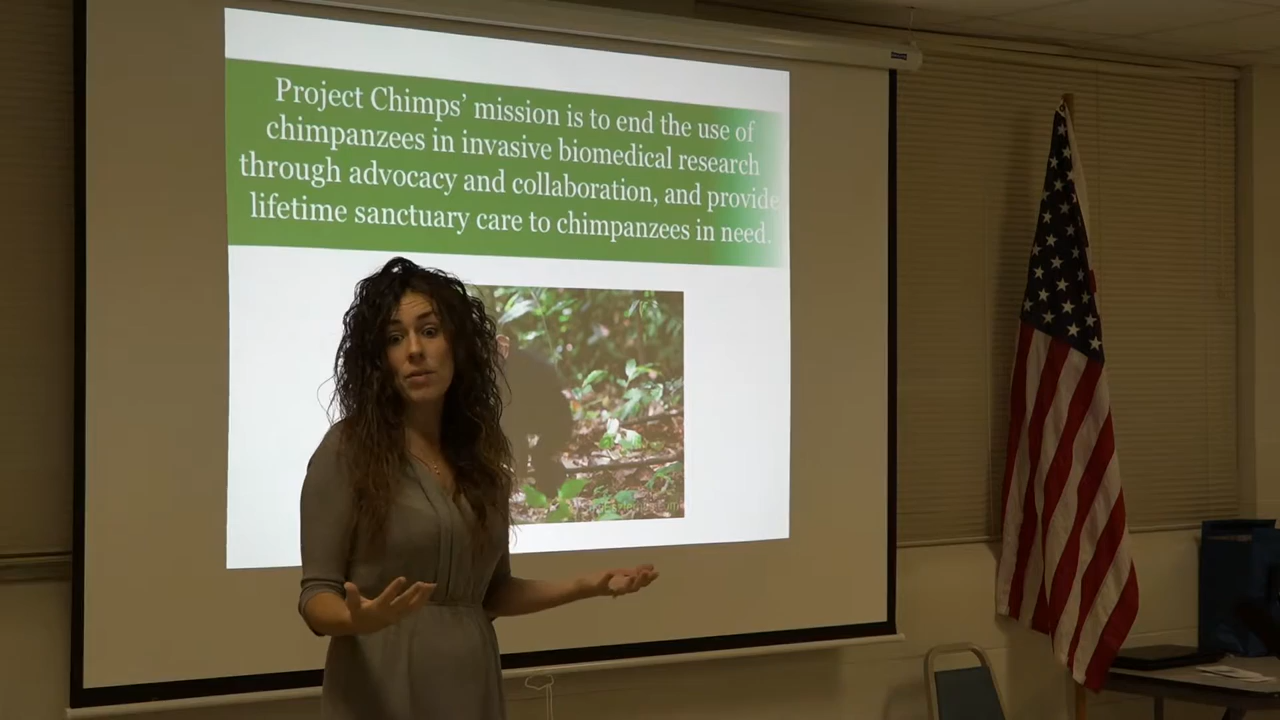 Project Chimps' mission is to end the use of
chimpanzees in invasive biomedical research
through advocacy and collaboration, and provide
lifetime sanctuary care to chimpanzees in need.